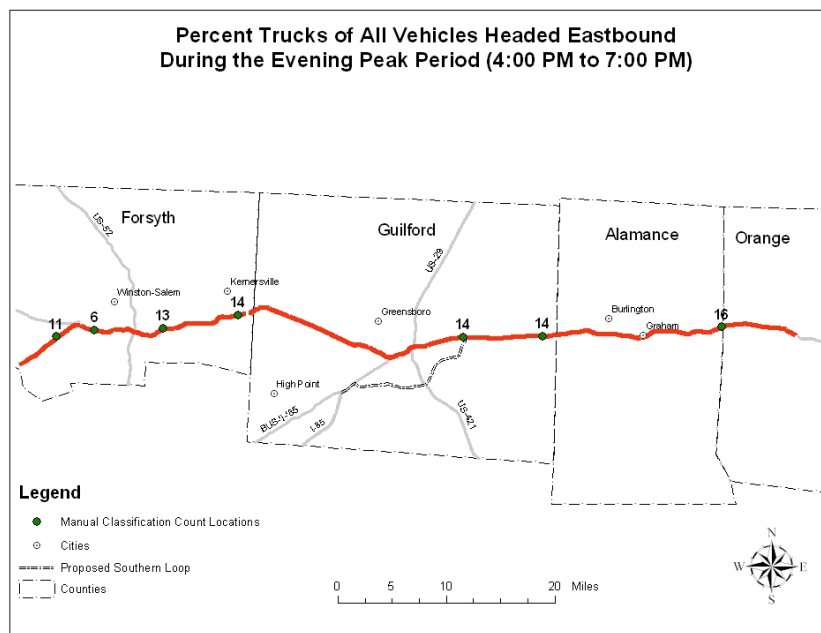 Percent Trucks of All Vehicles Headed Eastbound
During the Evening Peak Period (4:00 PM to 7:00 PM)
Forsyth
Guilford
Alamance
Orange
US-52
US-29
Winston-Salem
Kernersville
Greensboro
Burlington
Graham
High Point
11
6
13
14
14
14
16
BUS-I-85
I-85
US-421
Legend
Manual Classification Count Locations
Cities
Proposed Southern Loop
Counties
0 5 10 20 Miles
N
W E
S